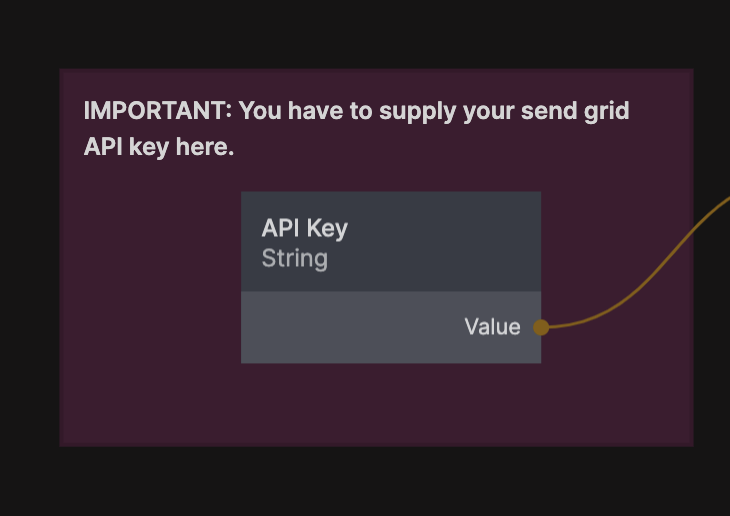 IMPORTANT: You have to supply your send grid
API key here.
API Key
String
Value